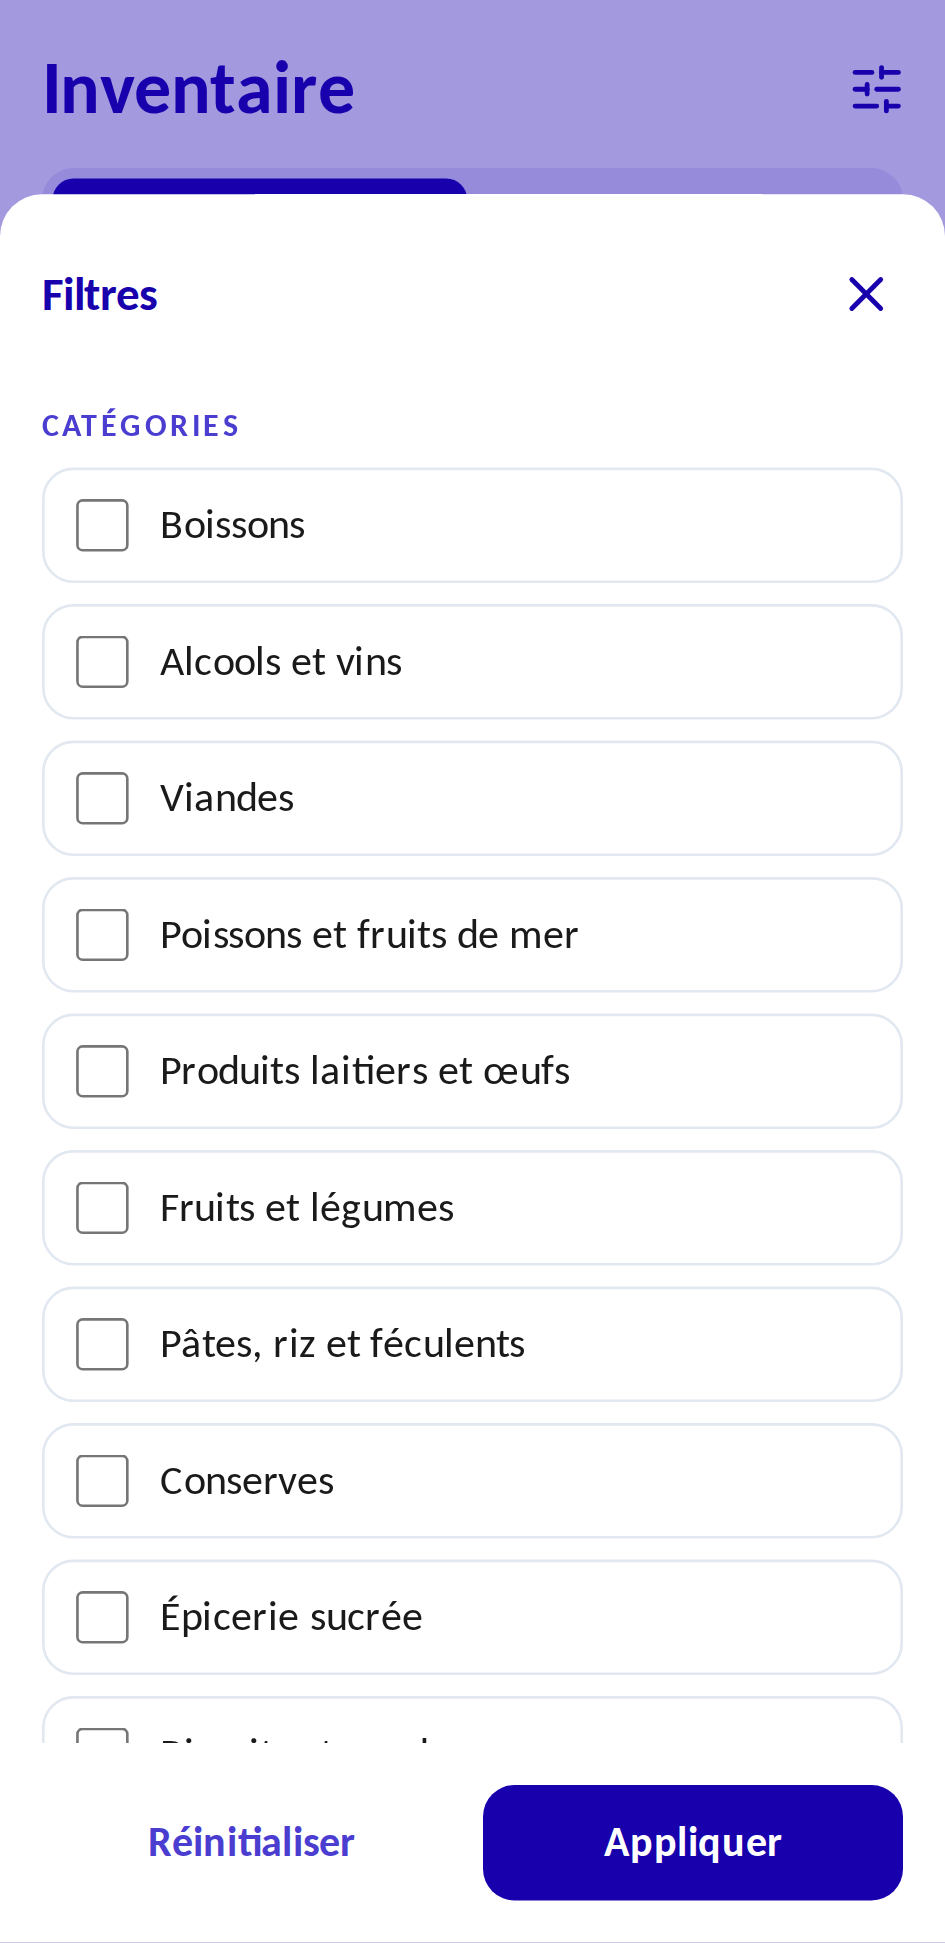 Inventaire
Filtres
CATÉGORIES
Boissons
Alcools et vins
Viandes
Poissons et fruits de mer
Produits laitiers et œufs
Fruits et légumes
Pâtes, riz et féculents
Conserves
Épicerie sucrée
Réinitialiser
Appliquer